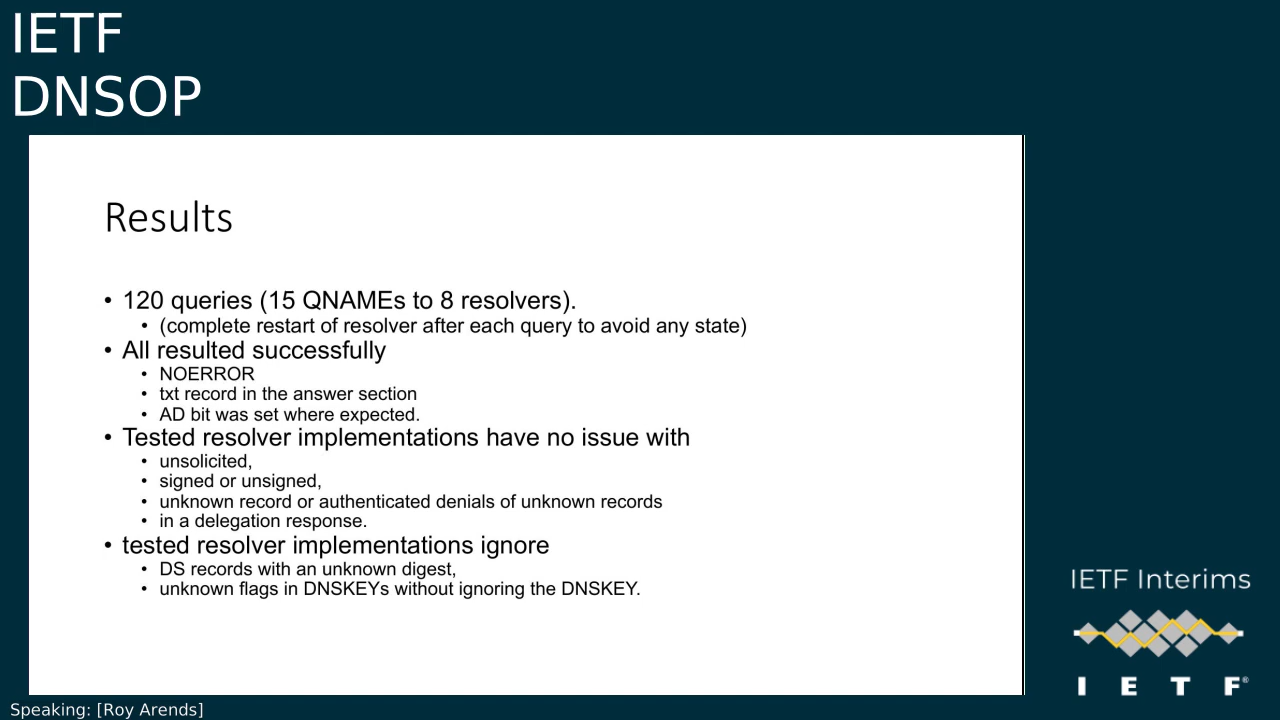 IETF
DNSOP
Results
• 120 queries (15 QNAMEs to 8 resolvers).
• (complete restart of resolver after each query to avoid any state)
• All resulted successfully
• NOERROR
• txt record in the answer section
• AD bit was set where expected.
• Tested resolver implementations have no issue with
• unsolicited,
• signed or unsigned,
• unknown record or authenticated denials of unknown records
• in a delegation response.
• tested resolver implementations ignore
• DS records with an unknown digest,
• unknown flags in DNSKEYs without ignoring the DNSKEY.
IETF Interims
I E T F®
Speaking: [Roy Arends]